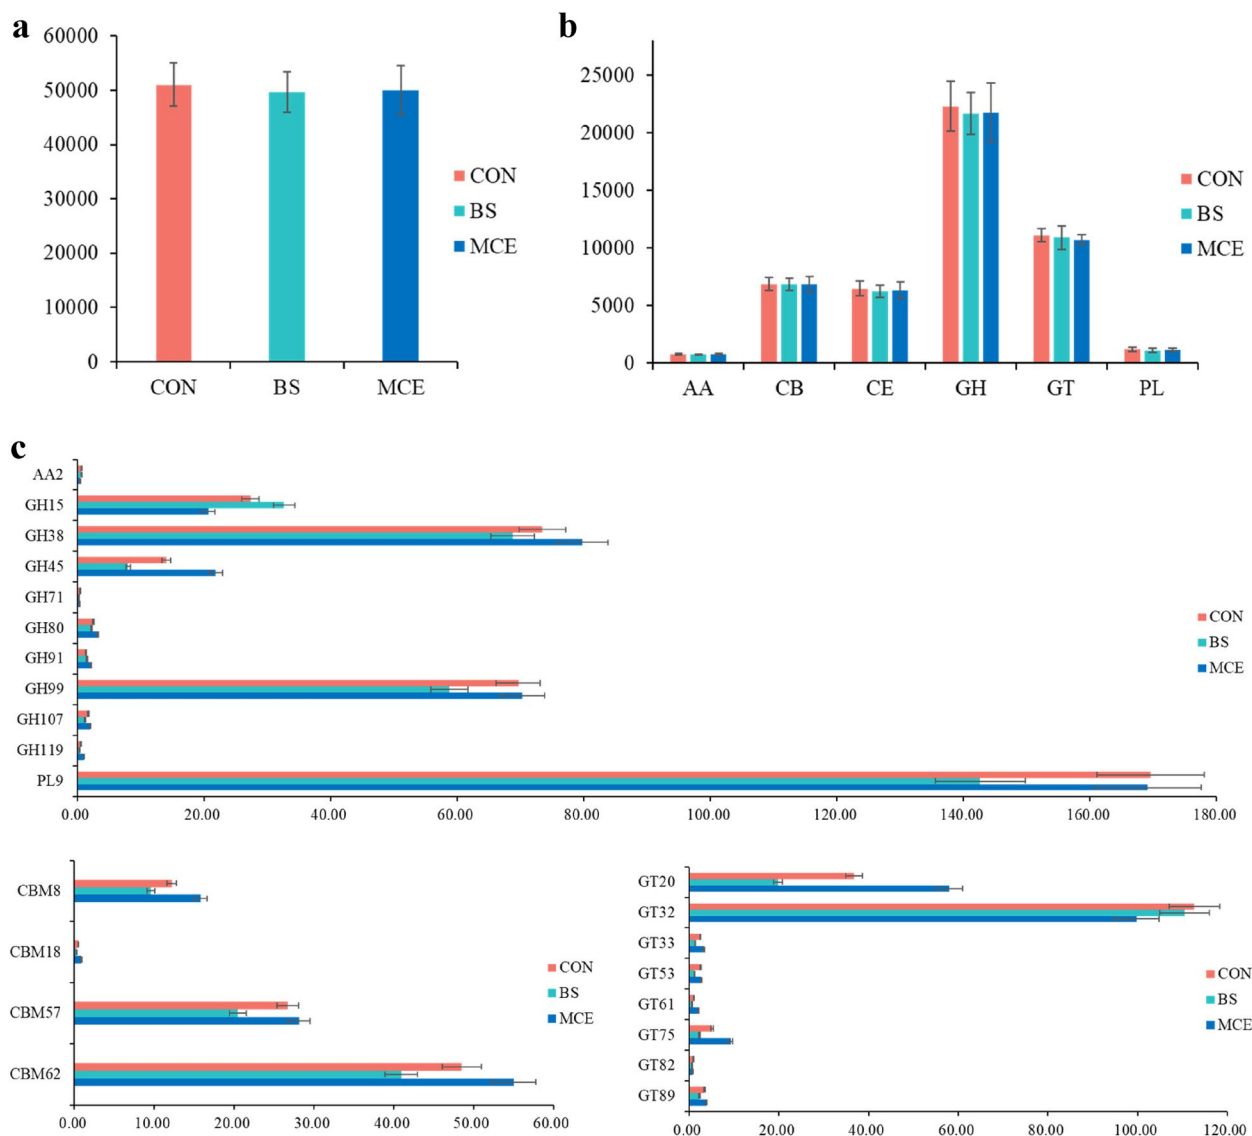 a
60000
50000
40000
30000
20000
10000
0
CON BS MCE
CON
BS
MCE
b
25000
20000
15000
10000
5000
0
AA CB CE GH GT PL
CON
BS
MCE
c
AA2
GH15
GH38
GH45
GH71
GH80
GH91
GH99
GH107
GH119
PL9
0.00 20.00 40.00 60.00 80.00 100.00 120.00 140.00 160.00 180.00
CON
BS
MCE
CBM8
CBM18
CBM57
CBM62
0.00 10.00 20.00 30.00 40.00 50.00 60.00
CON
BS
MCE
GT20
GT32
GT33
GT53
GT61
GT75
GT82
GT89
0.00 20.00 40.00 60.00 80.00 100.00 120.00
CON
BS
MCE